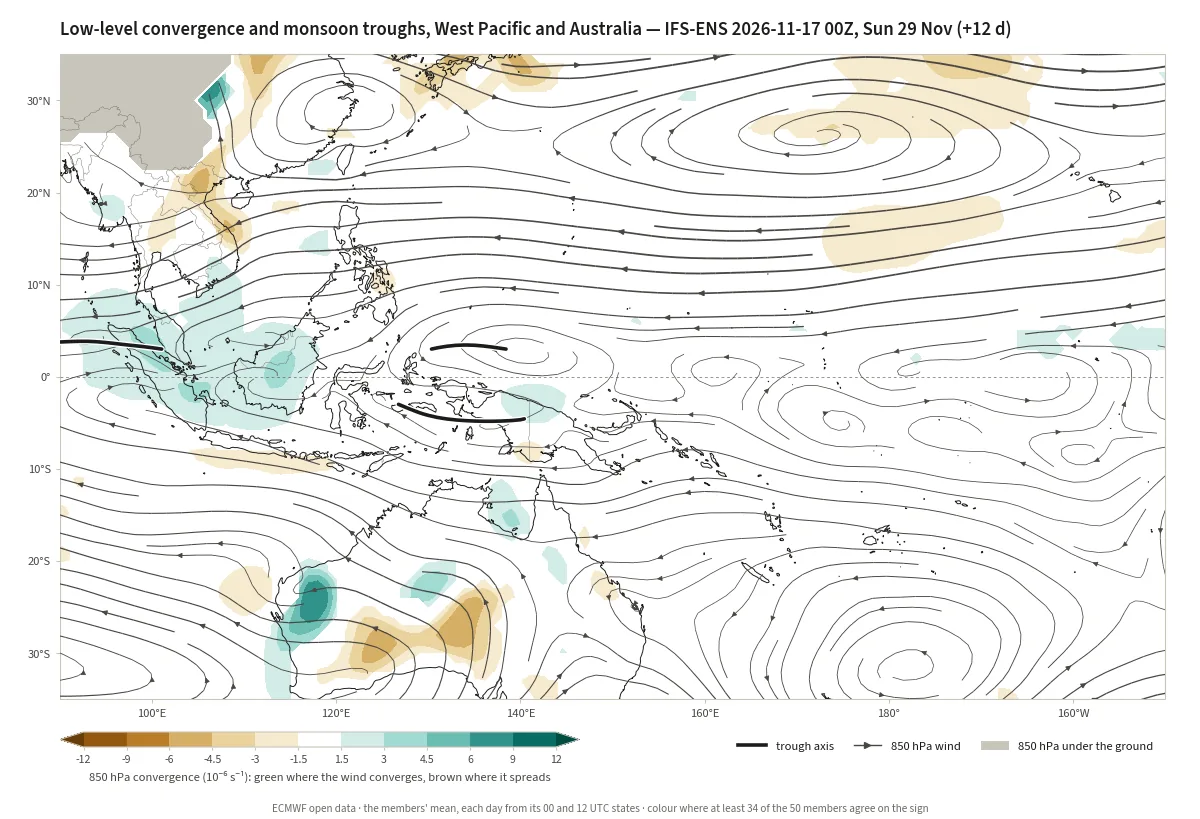 Low-level convergence and monsoon troughs, West Pacific and Australia — IFS-ENS 2026-11-17 00Z, Sun 29 Nov (+12 d)
30°N
20°N
10°N
0°
10°S
20°S
30°S
100°E 120°E 140°E 160°E 180° 160°W
-12 -9 -6 -4.5 -3 -1.5 1.5 3 4.5 6 9 12
850 hPa convergence (10⁻⁶ s⁻¹): green where the wind converges, brown where it spreads
trough axis 850 hPa wind 850 hPa under the ground
ECMWF open data · the members' mean, each day from its 00 and 12 UTC states · colour where at least 34 of the 50 members agree on the sign